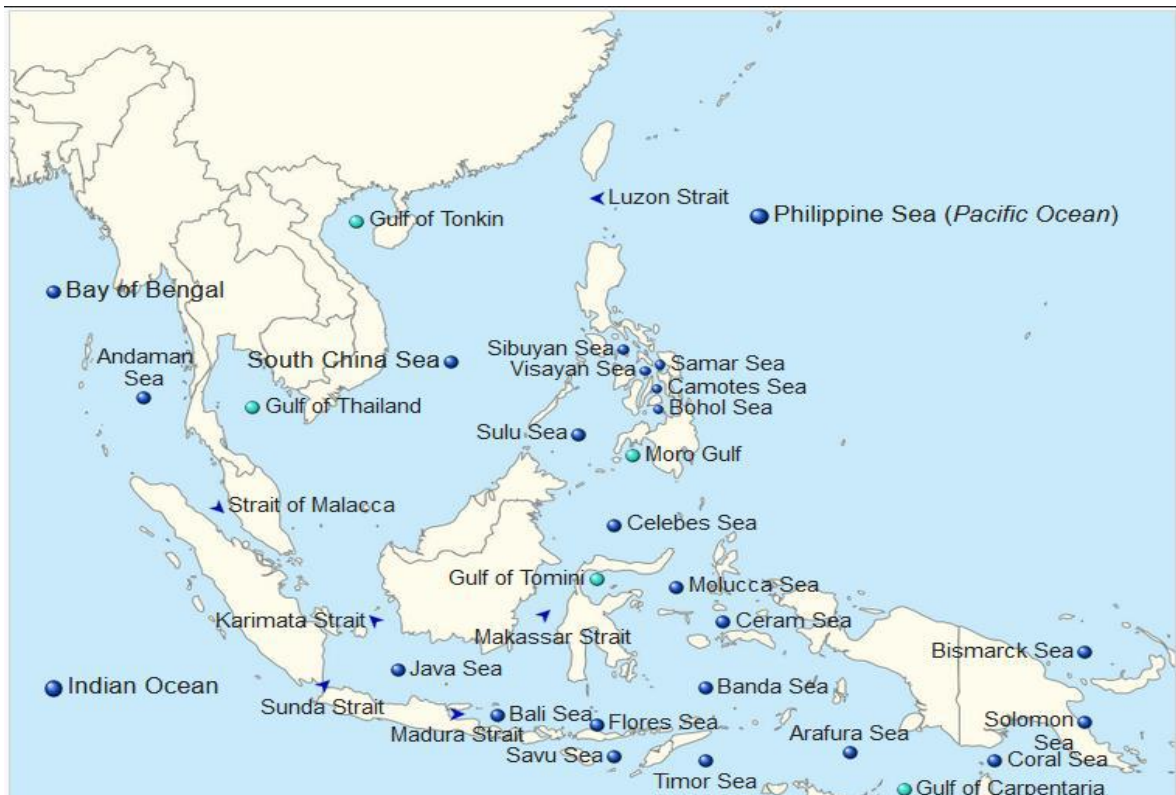 Luzon Strait
Philippine Sea (Pacific Ocean)
Gulf of Tonkin
Bay of Bengal
Andaman
Sea
South China Sea
Sibuyan Sea
Visayan Sea
Samar Sea
Camotes Sea
Bohol Sea
Gulf of Thailand
Sulu Sea
Moro Gulf
Strait of Malacca
Celebes Sea
Gulf of Tomini
Molucca Sea
Karimata Strait
Makassar Strait
Ceram Sea
Bismarck Sea
Java Sea
Indian Ocean
Sunda Strait
Banda Sea
Bali Sea
Madura Strait
Flores Sea
Arafura Sea
Solomon
Sea
Savu Sea
Timor Sea
Coral Sea
Gulf of Carpentaria